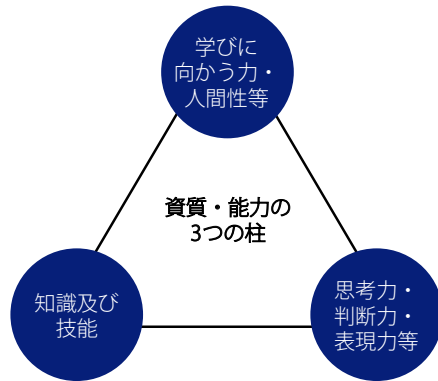 学びに
向かう力・
人間性等
資質・能力の
3つの柱
知識及び
技能
思考力・
判断力・
表現力等